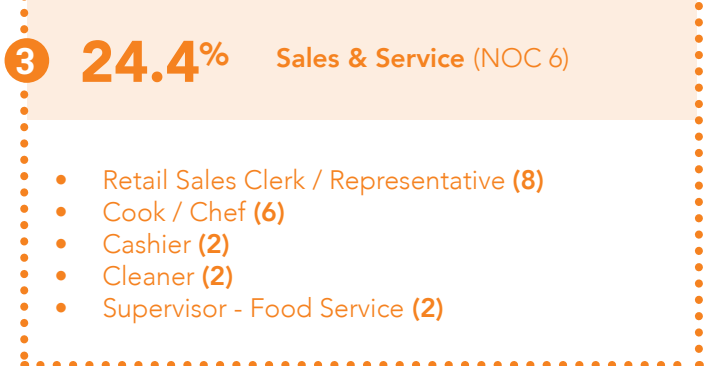 3 24.4% Sales & Service (NOC 6)
• Retail Sales Clerk / Representative (8)
• Cook / Chef (6)
• Cashier (2)
• Cleaner (2)
• Supervisor - Food Service (2)